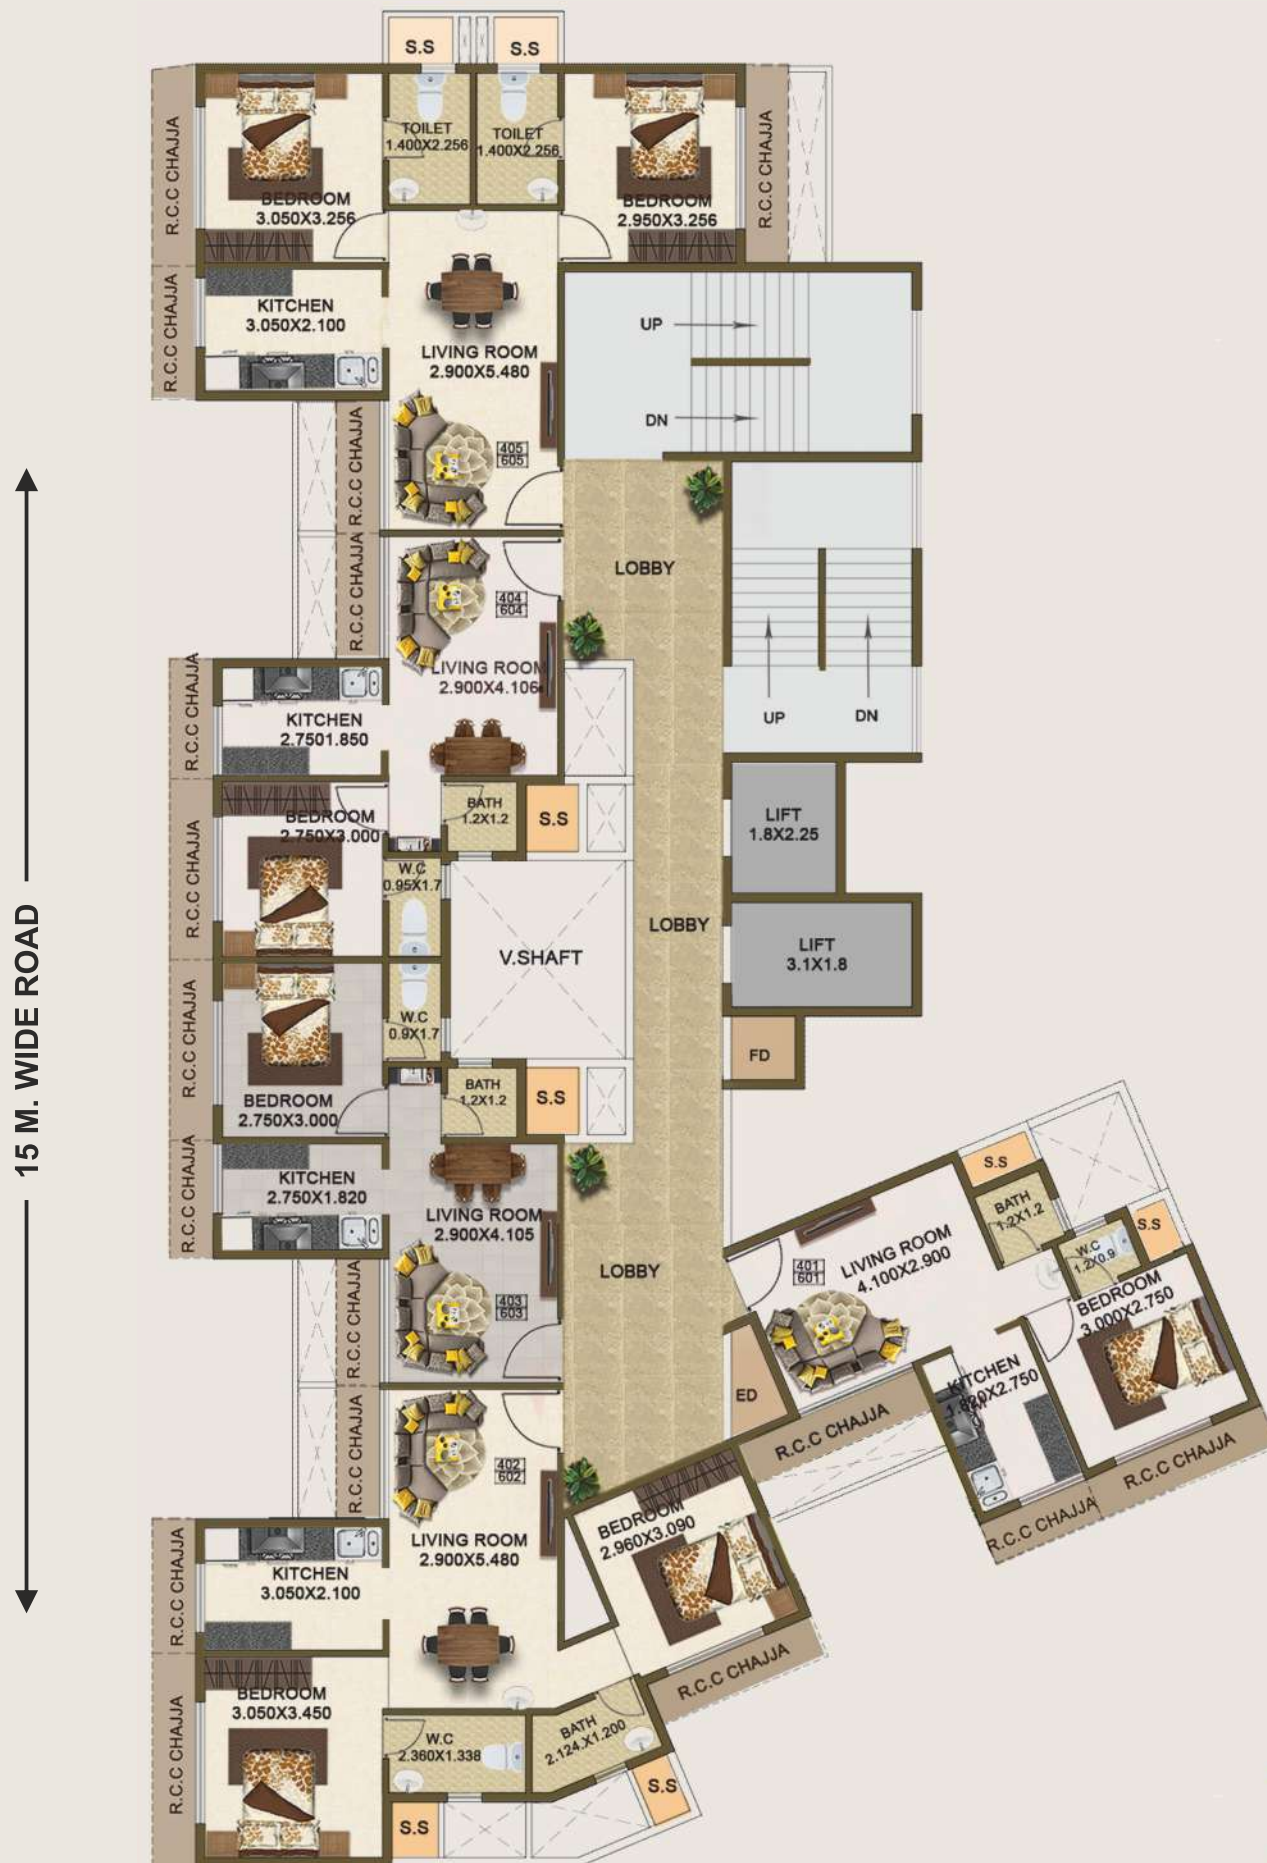 S.S
S.S
TOILET
1.400X2.256
TOILET
1.400X2.256
R.C.C CHAJJA
BEDROOM
3.050X3.256
BEDROOM
2.950X3.256
R.C.C CHAJJA
R.C.C CHAJJA
KITCHEN
3.050X2.100
UP
LIVING ROOM
2.900X5.480
DN
R.C.C CHAJJA
405
605
R.C.C CHAJJA
LOBBY
404
604
LIVING ROOM
2.900X4.106
R.C.C CHAJJA
KITCHEN
2.7501.850
UP
DN
BEDROOM
2.750X3.000
BATH
1.2X1.2
S.S
LIFT
1.8X2.25
R.C.C CHAJJA
W.C
0.95X1.7
LOBBY
V.SHAFT
LIFT
3.1X1.8
15 M. WIDE ROAD
R.C.C CHAJJA
W.C
0.9X1.7
FD
BEDROOM
2.750X3.000
BATH
1.2X1.2
S.S
R.C.C CHAJJA
KITCHEN
2.750X1.820
LIVING ROOM
2.900X4.105
LOBBY
S.S
BATH
1.2X1.2
S.S
W.C
1.2X0.9
LIVING ROOM
4.100X2.900
401
601
BEDROOM
3.000X2.750
R.C.C CHAJJA
403
603
KITCHEN
1.820X2.750
ED
R.C.C CHAJJA
R.C.C CHAJJA
R.C.C CHAJJA
R.C.C CHAJJA
402
602
LIVING ROOM
2.900X5.480
BEDROOM
2.960X3.090
R.C.C CHAJJA
KITCHEN
3.050X2.100
R.C.C CHAJJA
BEDROOM
3.050X3.450
R.C.C CHAJJA
W.C
2.360X1.338
BATH
2.124.X1.200
S.S
S.S